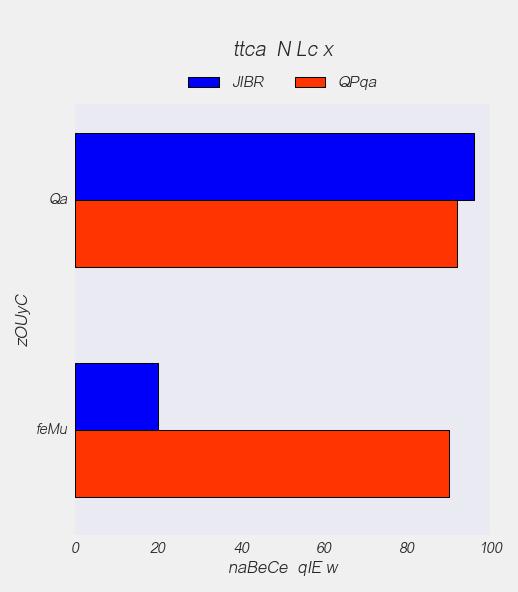 ttca  N Lc x
JIBR QPqa
Qa
feMu
zOUyC
0 20 40 60 80 100
naBeCe  qIE w